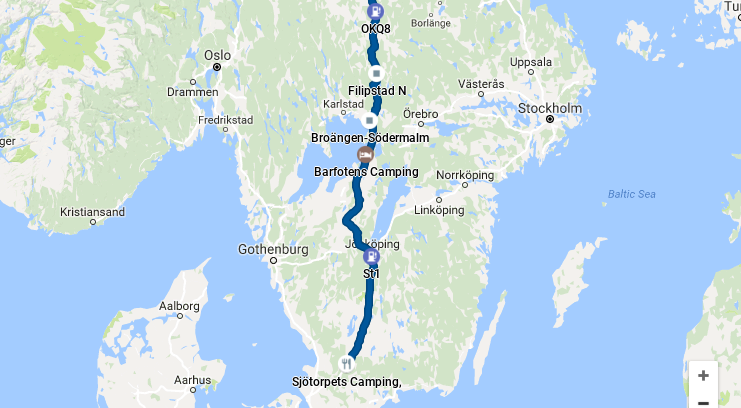 Tu
Borlänge
OKQ8
Oslo
Uppsala
Drammen
Filipstad N
Västerås
Karlstad
Örebro
Stockholm
Fredrikstad
Broängen-Södermalm
ger
Barfotens Camping
Norrköping
Baltic Sea
Kristiansand
Linköping
Gothenburg
St1
Aalborg
Aarhus
Sjötorpets Camping,
+
−